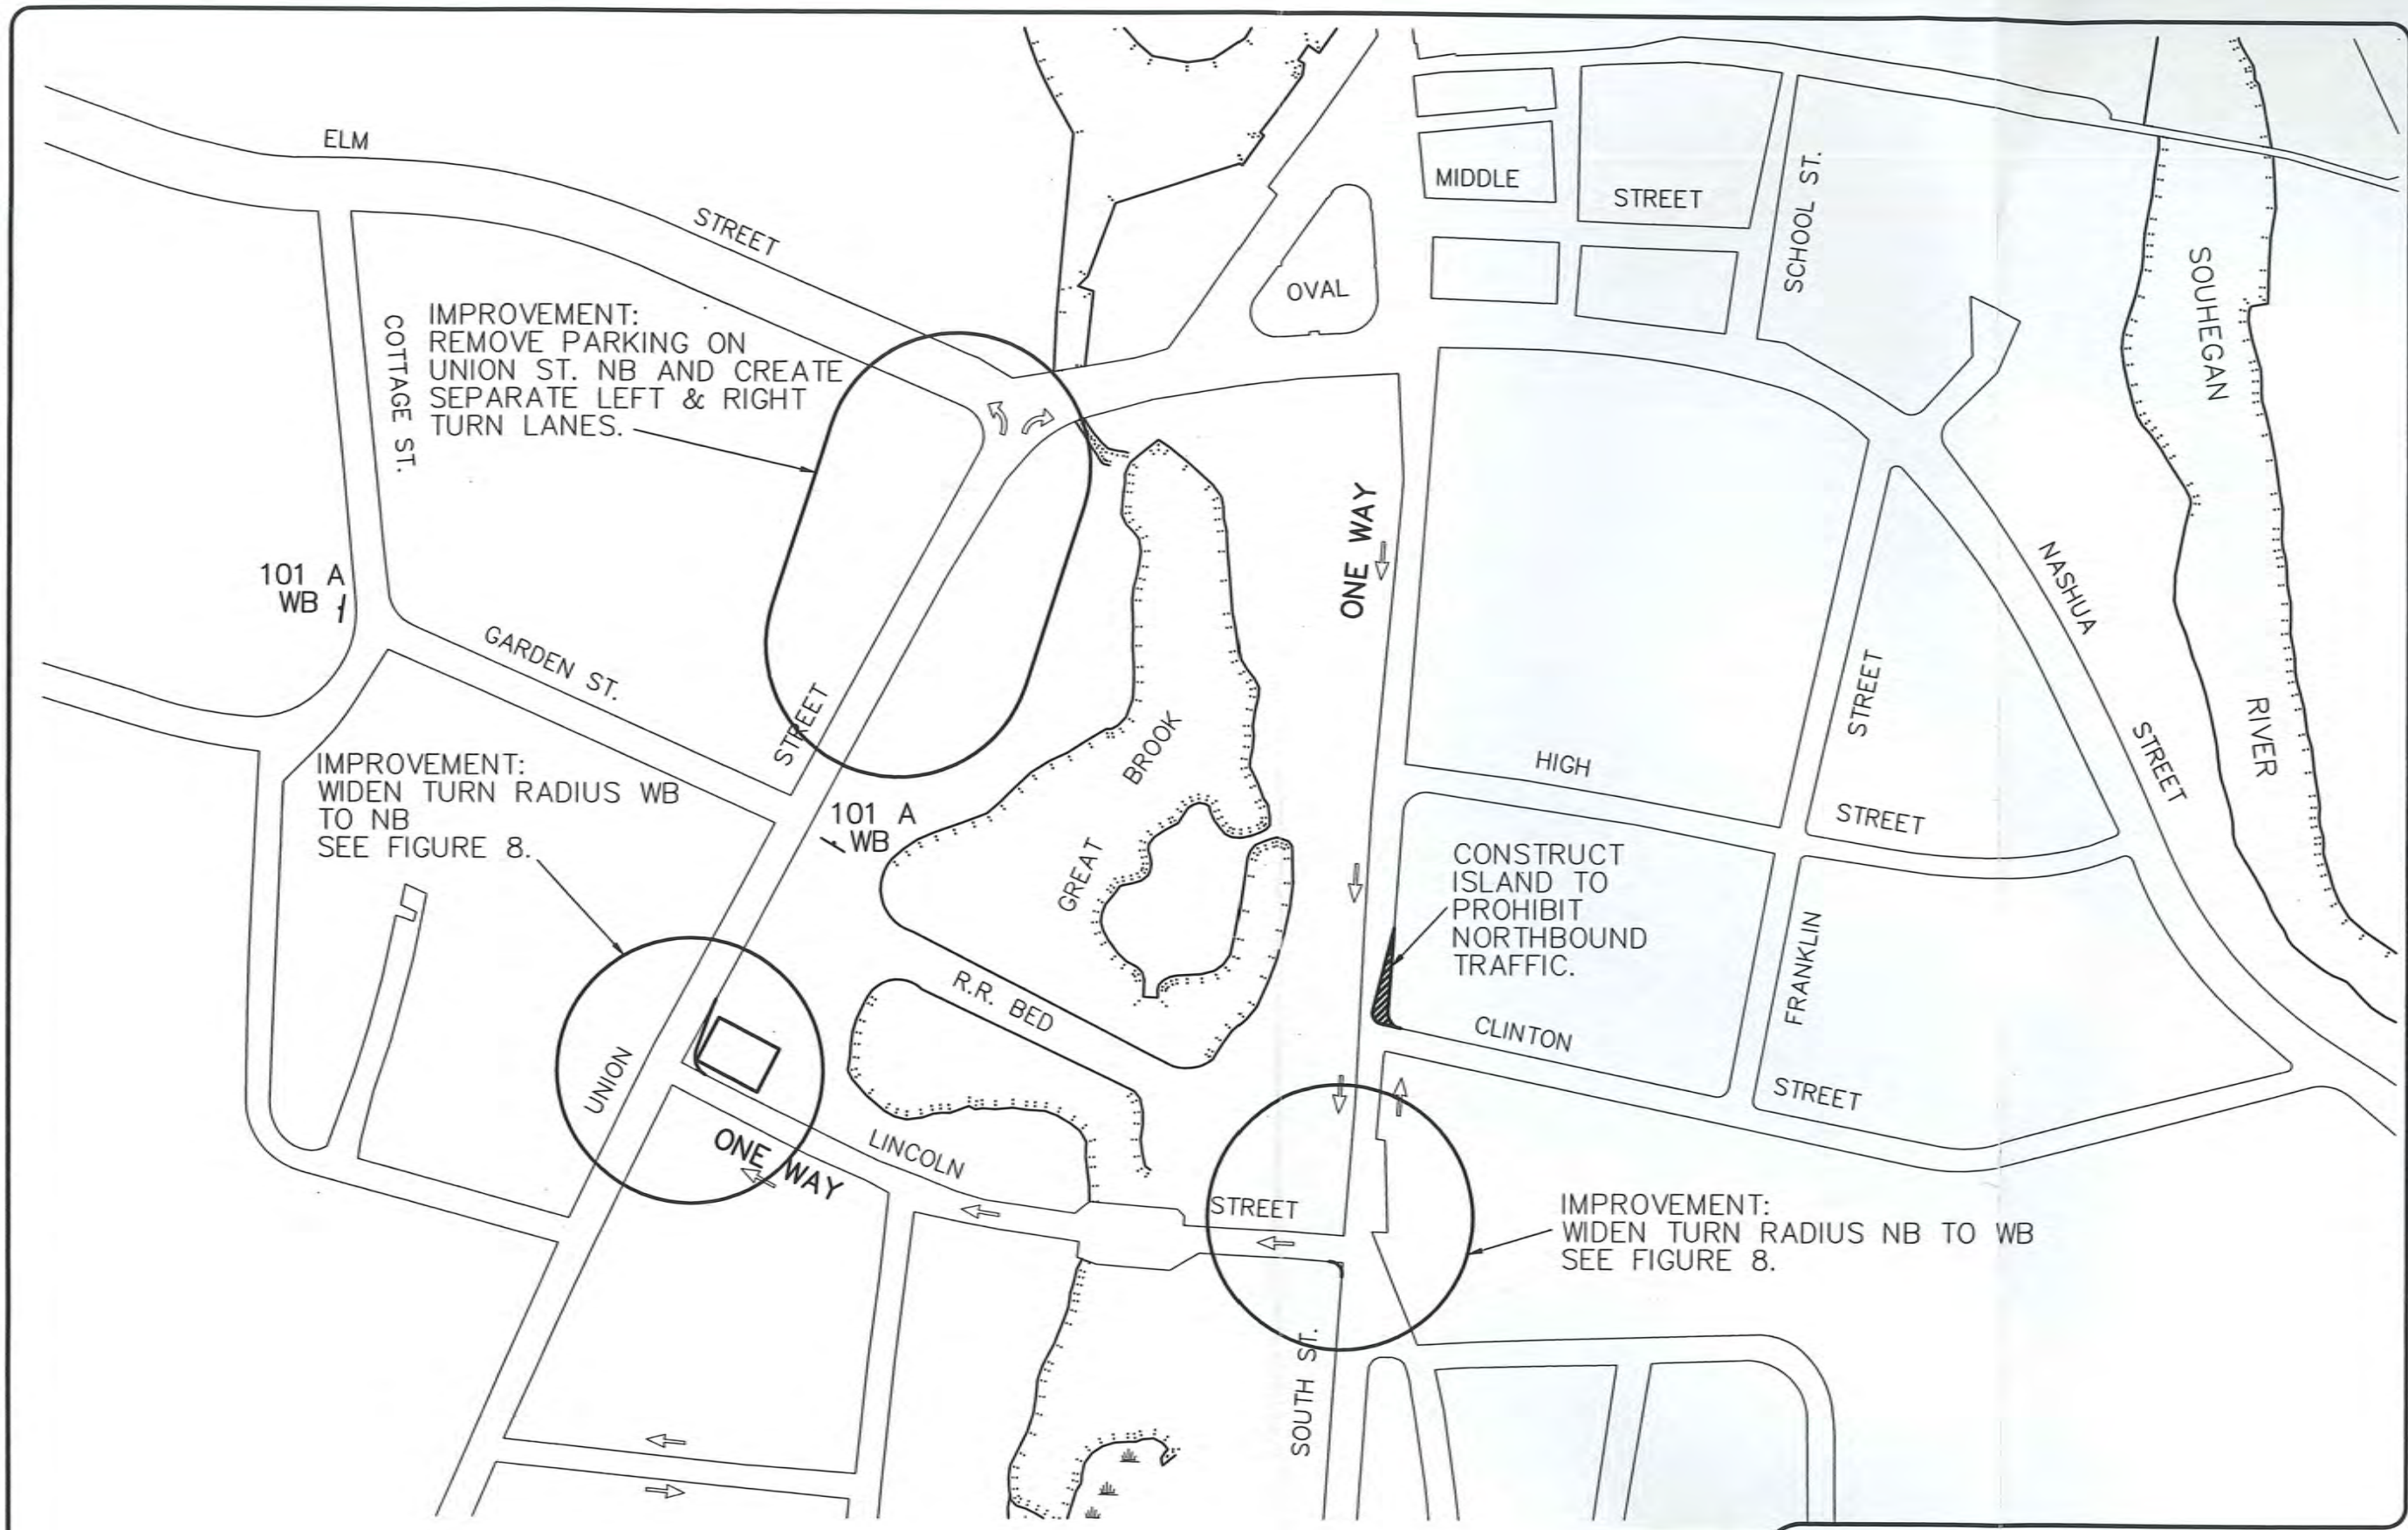 ELM
STREET
MIDDLE
STREET
SCHOOL ST.
OVAL
SOUHEGAN
RIVER
IMPROVEMENT:
REMOVE PARKING ON
UNION ST. NB AND CREATE
SEPARATE LEFT & RIGHT
TURN LANES.
COTTAGE ST.
ONE WAY
NASHUA
STREET
101 A
WB
GARDEN ST.
STREET
UNION
BROOK
GREAT
STREET
FRANKLIN
HIGH
STREET
IMPROVEMENT:
WIDEN TURN RADIUS WB
TO NB
SEE FIGURE 8.
101 A
WB
CONSTRUCT
ISLAND TO
PROHIBIT
NORTHBOUND
TRAFFIC.
R.R. BED
CLINTON
STREET
ONE WAY
LINCOLN
STREET
IMPROVEMENT:
WIDEN TURN RADIUS NB TO WB
SEE FIGURE 8.
SOUTH ST.